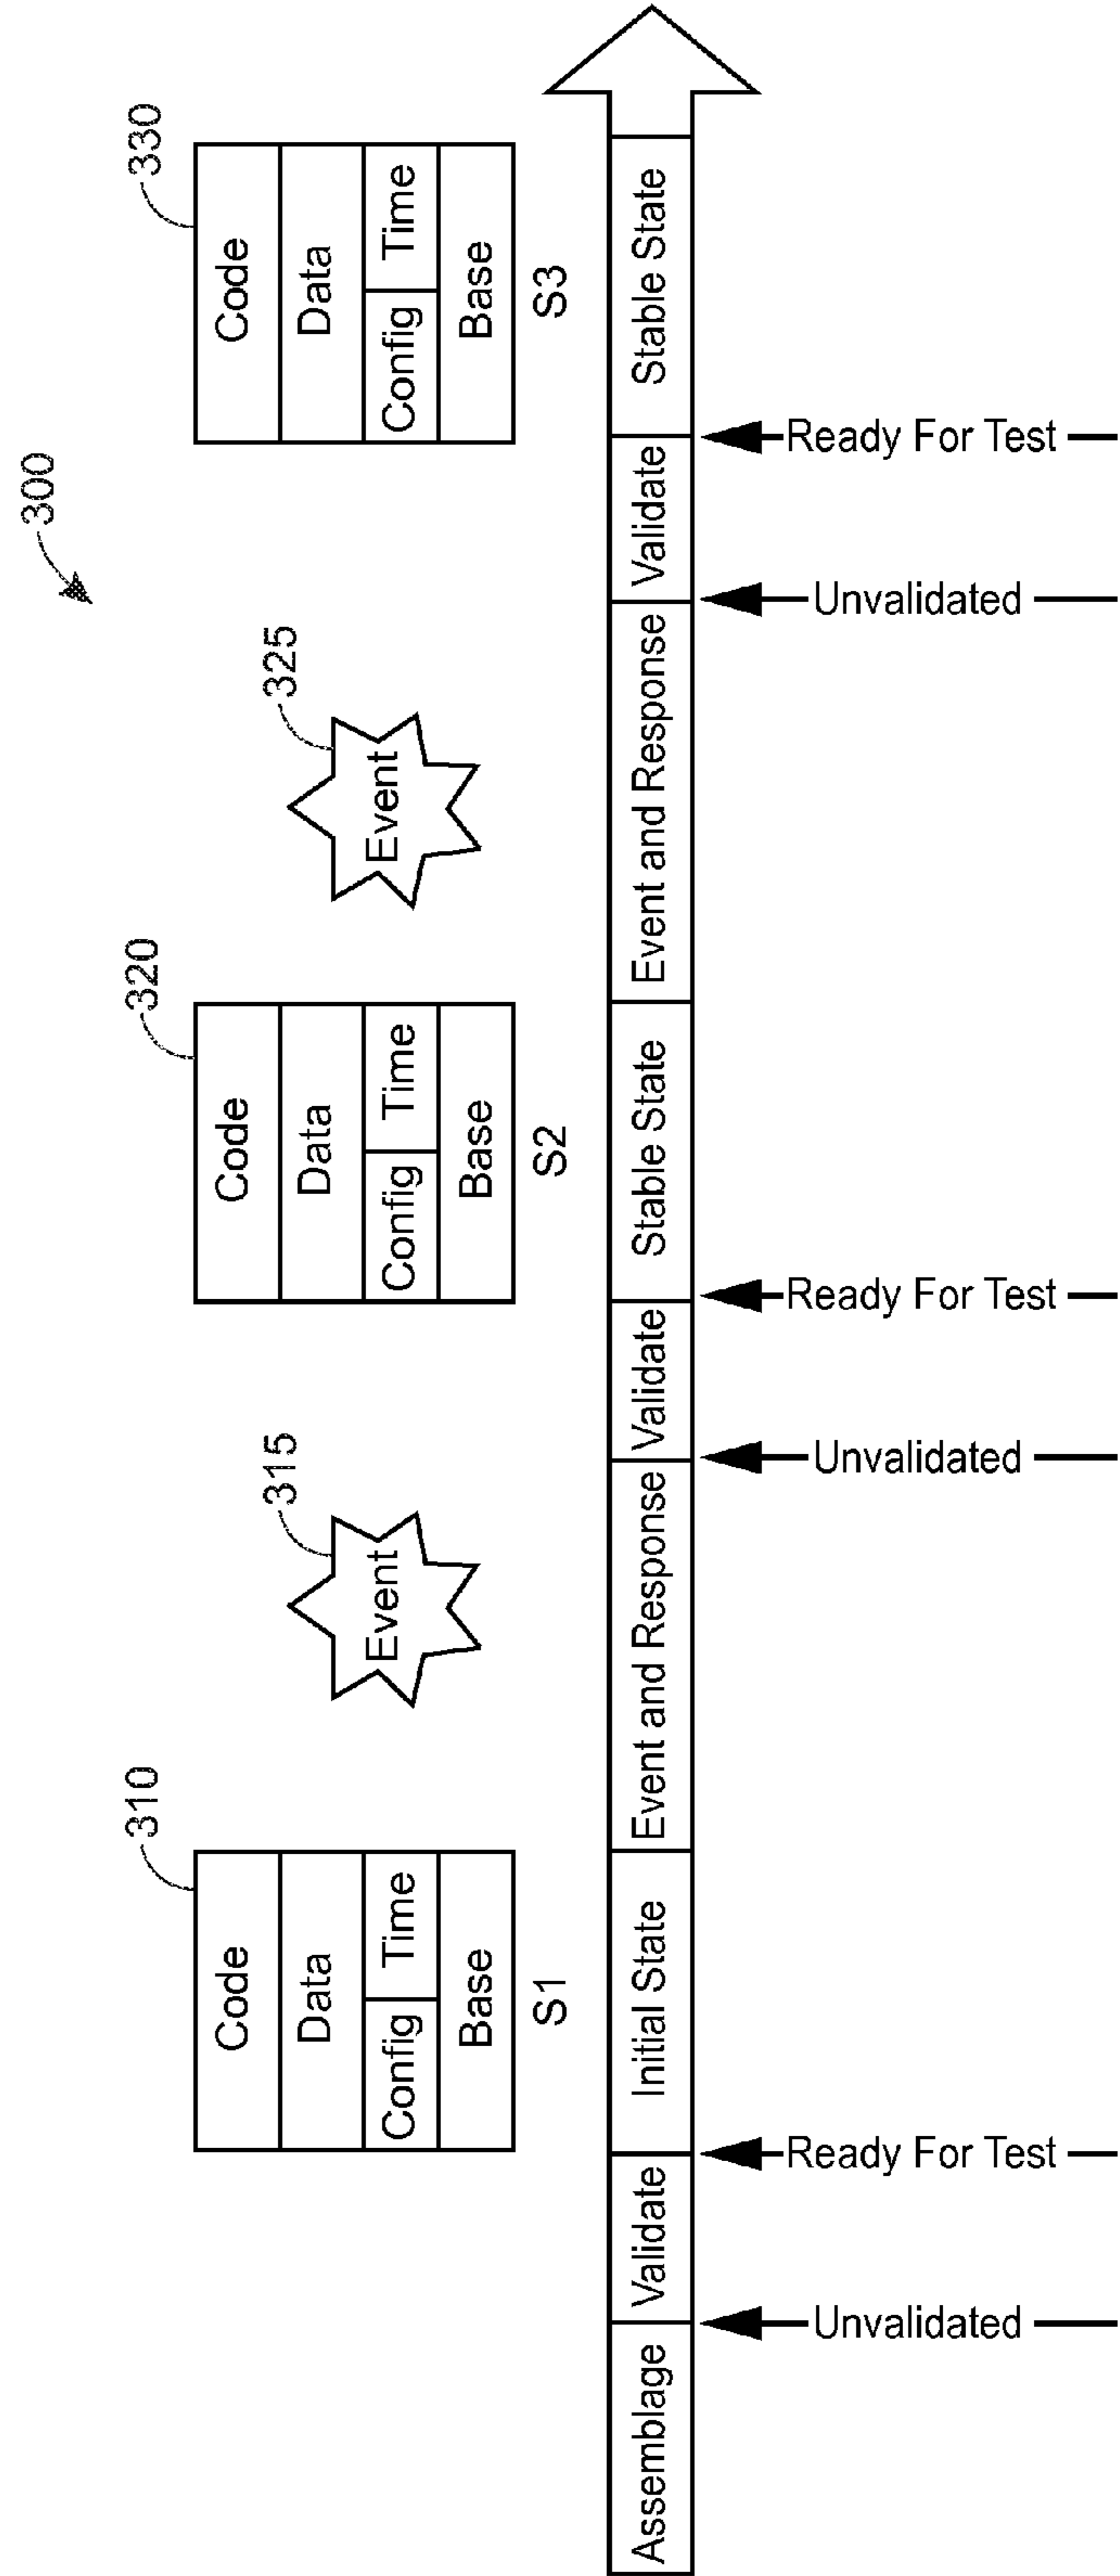 300
310
Code
Data
Config Time
Base
S1
315
Event
320
Code
Data
Config Time
Base
S2
325
Event
330
Code
Data
Config Time
Base
S3
Assemblage Validate Initial State Event and Response Validate Stable State Event and Response Validate Stable State
Unvalidated
Ready For Test
Unvalidated
Ready For Test
Unvalidated
Ready For Test